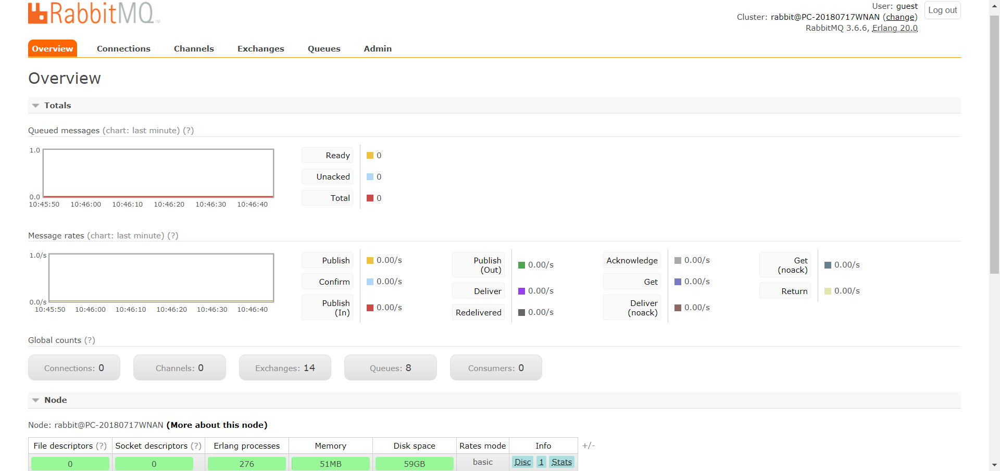 RabbitMQ™
User: guest
Log out
Cluster: rabbit@PC-20180717WNAN (change)
RabbitMQ 3.6.6, Erlang 20.0
Overview Connections Channels Exchanges Queues Admin
Overview
Totals
Queued messages (chart: last minute) (?)
1.0
0.0
10:45:50 10:46:00 10:46:10 10:46:20 10:46:30 10:46:40
Ready 0
Unacked 0
Total 0
Message rates (chart: last minute) (?)
1.0/s
0.0/s
10:45:50 10:46:00 10:46:10 10:46:20 10:46:30 10:46:40
Publish 0.00/s
Confirm 0.00/s
Publish
(In) 0.00/s
Publish
(Out) 0.00/s
Deliver 0.00/s
Redelivered 0.00/s
Acknowledge 0.00/s
Get 0.00/s
Deliver
(noack) 0.00/s
Get
(noack) 0.00/s
Return 0.00/s
Global counts (?)
Connections: 0 Channels: 0 Exchanges: 14 Queues: 8 Consumers: 0
Node
Node: rabbit@PC-20180717WNAN (More about this node)
File descriptors (?) Socket descriptors (?) Erlang processes Memory Disk space Rates mode Info +/-
0 0 276 51MB 59GB basic Disc 1 Stats